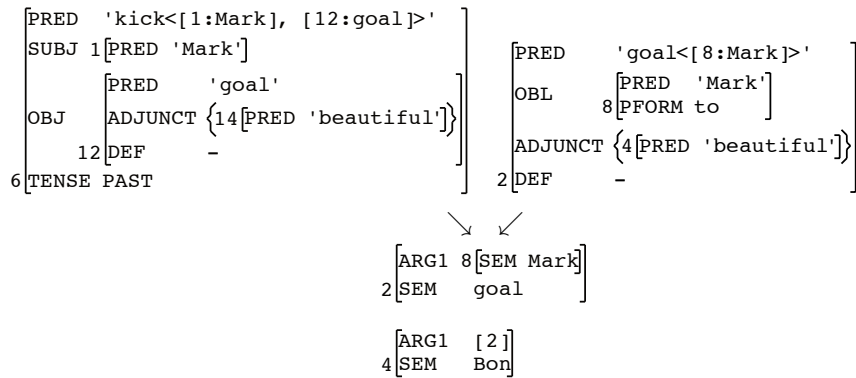 PRED 'kick<[1:Mark], [12:goal]>'
SUBJ 1[PRED 'Mark']
PRED 'goal'
OBJ ADJUNCT {14[PRED 'beautiful']}
12 DEF -
6 TENSE PAST
PRED 'goal<[8:Mark]>'
OBL PRED 'Mark'
8 PFORM to
ADJUNCT {4[PRED 'beautiful']}
2 DEF -
ARG1 8[SEM Mark]
2 SEM goal
ARG1 [2]
4 SEM Bon